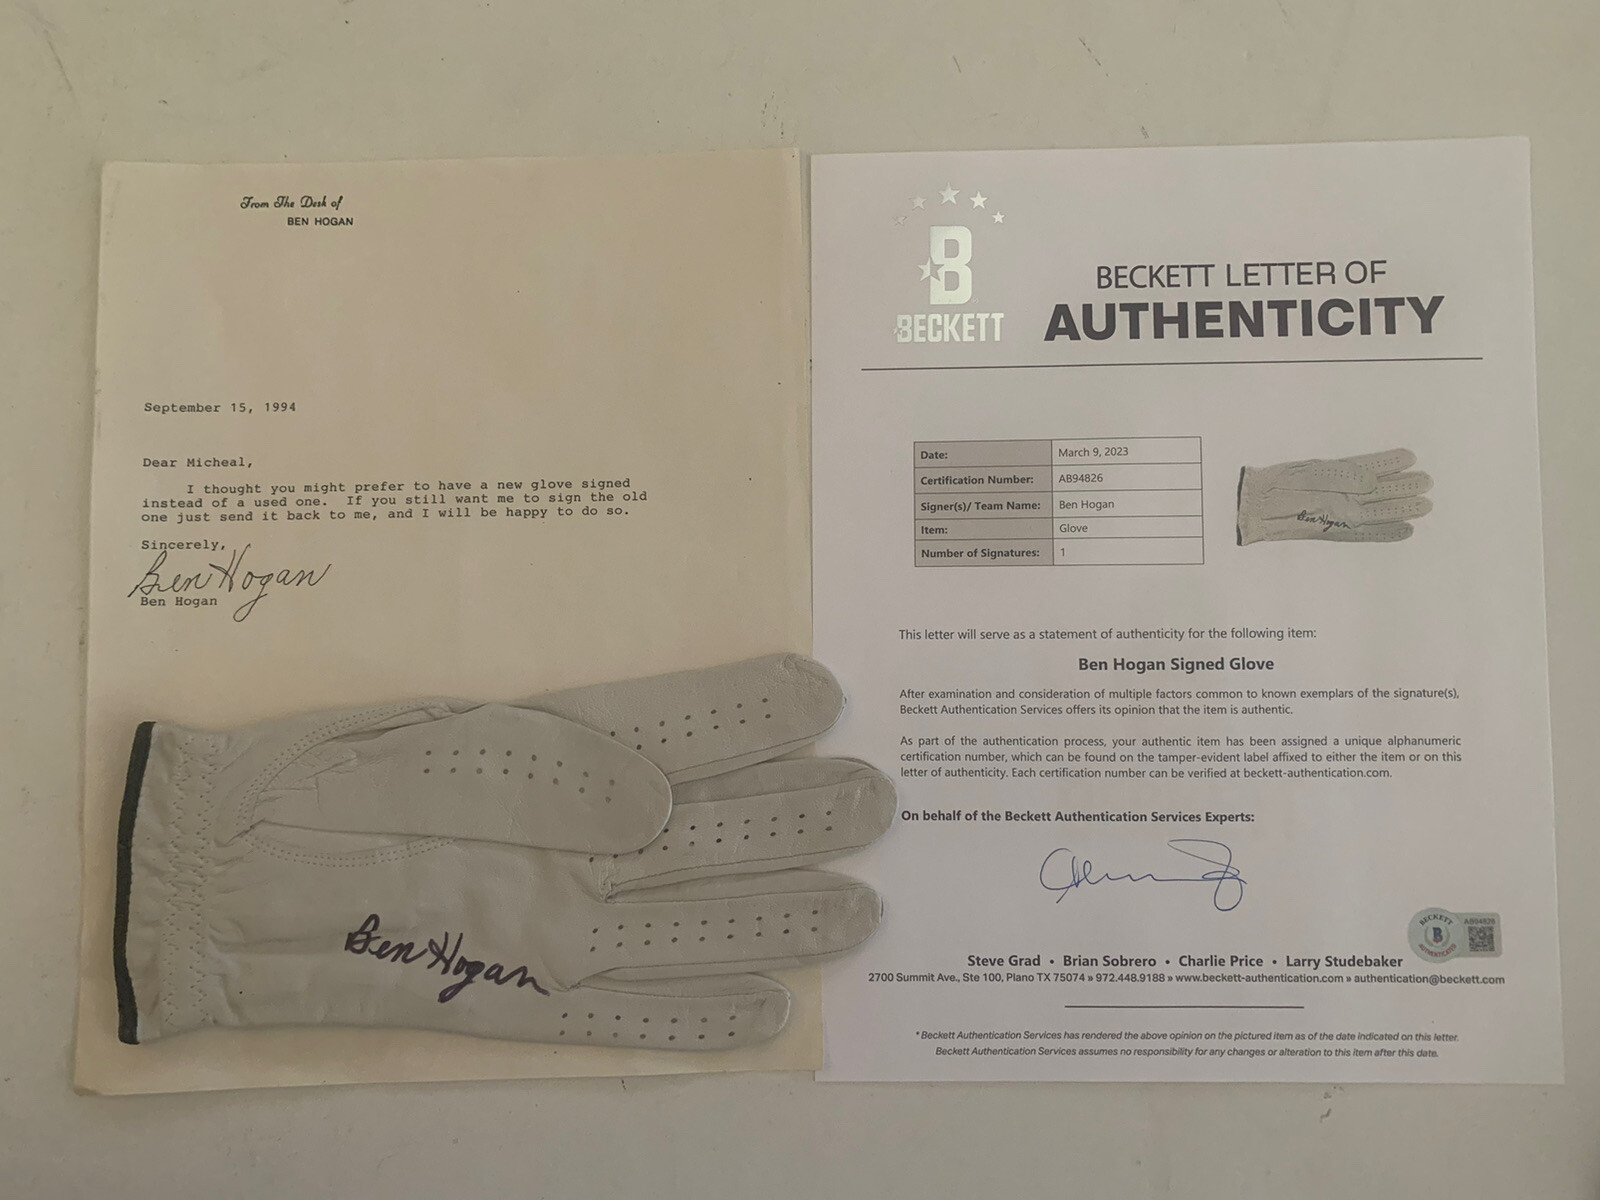 From The Desk of
BEN HOGAN
September 15, 1994
Dear Micheal,
I thought you might prefer to have a new glove signed
instead of a used one. If you still want me to sign the old
one just send it back to me, and I will be happy to do so.
Sincerely,
Ben Hogan
Ben Hogan
Ben Hogan
B
BECKETT
BECKETT LETTER OF
AUTHENTICITY
Date: March 9, 2023
Certification Number: AB94826
Signer(s)/ Team Name: Ben Hogan
Item: Glove
Number of Signatures: 1
Ben Hogan
This letter will serve as a statement of authenticity for the following item:
Ben Hogan Signed Glove
After examination and consideration of multiple factors common to known exemplars of the signature(s),
Beckett Authentication Services offers its opinion that the item is authentic.
As part of the authentication process, your authentic item has been assigned a unique alphanumeric
certification number, which can be found on the tamper-evident label affixed to either the item or on this
letter of authenticity. Each certification number can be verified at beckett-authentication.com.
On behalf of the Beckett Authentication Services Experts:
BECKETT
B
AUTHENTICATED
AB94826
Steve Grad • Brian Sobrero • Charlie Price • Larry Studebaker
2700 Summit Ave., Ste 100, Plano TX 75074 » 972.448.9188 » www.beckett-authentication.com » authentication@beckett.com
* Beckett Authentication Services has rendered the above opinion on the pictured item as of the date indicated on this letter.
Beckett Authentication Services assumes no responsibility for any changes or alteration to this item after this date.